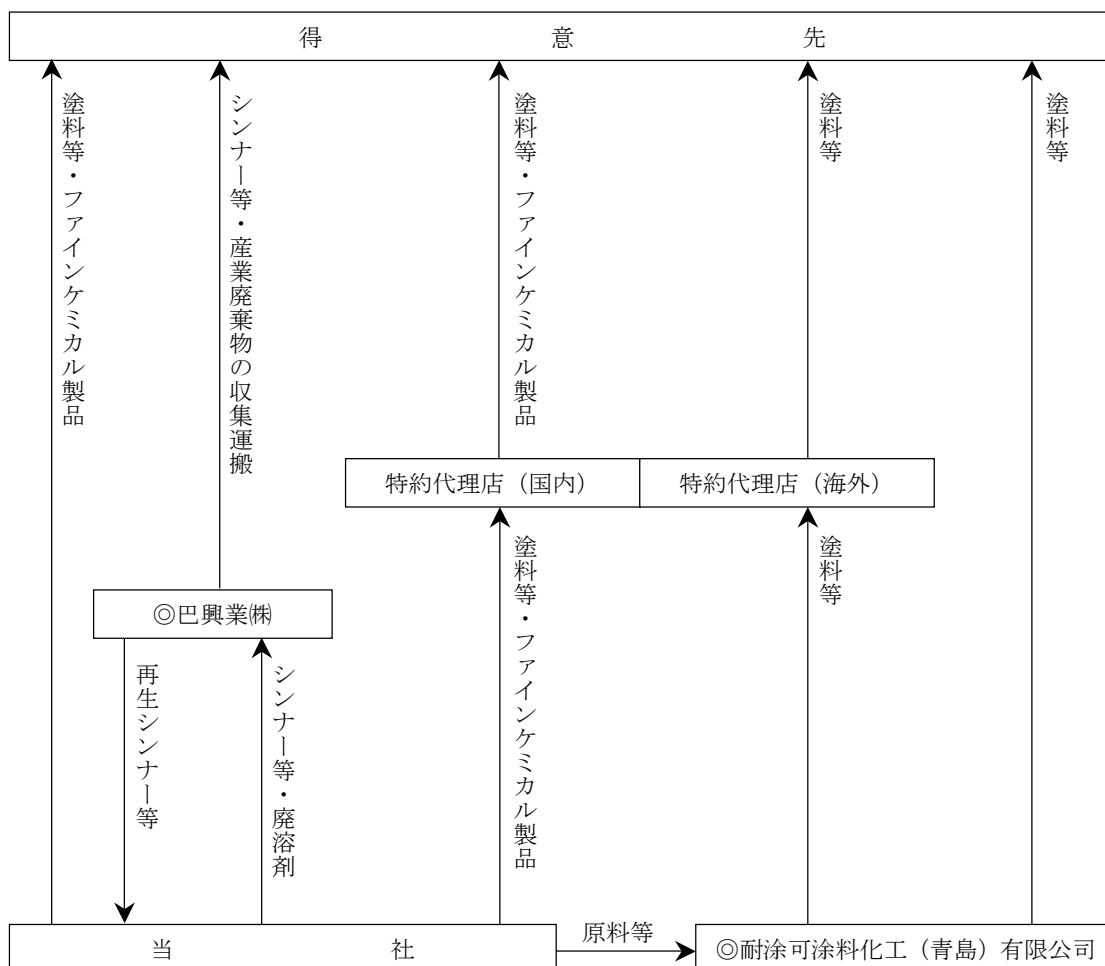 得意先
塗料等・ファインケミカル製品
シンナー等・産業廃棄物の収集運搬
塗料等・ファインケミカル製品
塗料等
塗料等
特約代理店（国内）
特約代理店（海外）
塗料等・ファインケミカル製品
塗料等
◎巴興業㈱
再生シンナー等
シンナー等・廃溶剤
当社
原料等
◎耐涂可涂料化工（青島）有限公司